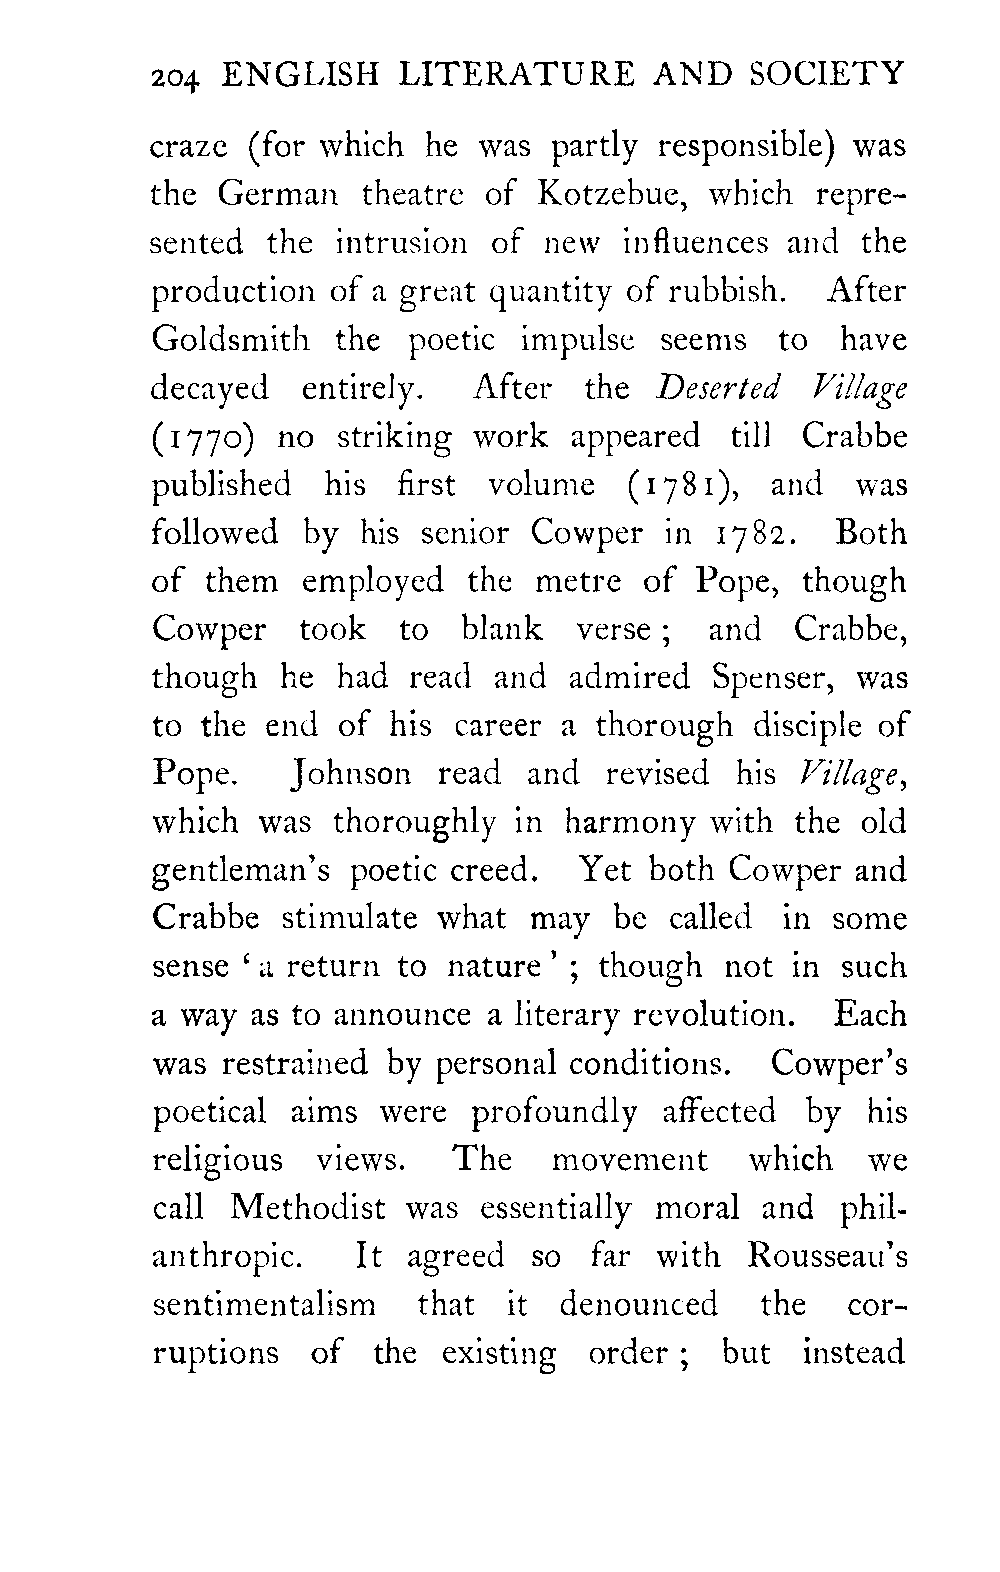 204 ENGLISH LITERATURE AND SOCIETY
craze (for which he was partly responsible) was
the German theatre of Kotzebue, which repre-
sented the intrusion of new influences and the
production of a great quantity of rubbish. After
Goldsmith the poetic impulse seems to have
decayed entirely. After the Deserted Village
(1770) no striking work appeared till Crabbe
published his first volume (1781), and was
followed by his senior Cowper in 1782. Both
of them employed the metre of Pope, though
Cowper took to blank verse ; and Crabbe,
though he had read and admired Spenser, was
to the end of his career a thorough disciple of
Pope. Johnson read and revised his Village,
which was thoroughly in harmony with the old
gentleman's poetic creed. Yet both Cowper and
Crabbe stimulate what may be called in some
sense ‘ a return to nature ’ ; though not in such
a way as to announce a literary revolution. Each
was restrained by personal conditions. Cowper's
poetical aims were profoundly affected by his
religious views. The movement which we
call Methodist was essentially moral and phil-
anthropic. It agreed so far with Rousseau's
sentimentalism that it denounced the cor-
ruptions of the existing order ; but instead